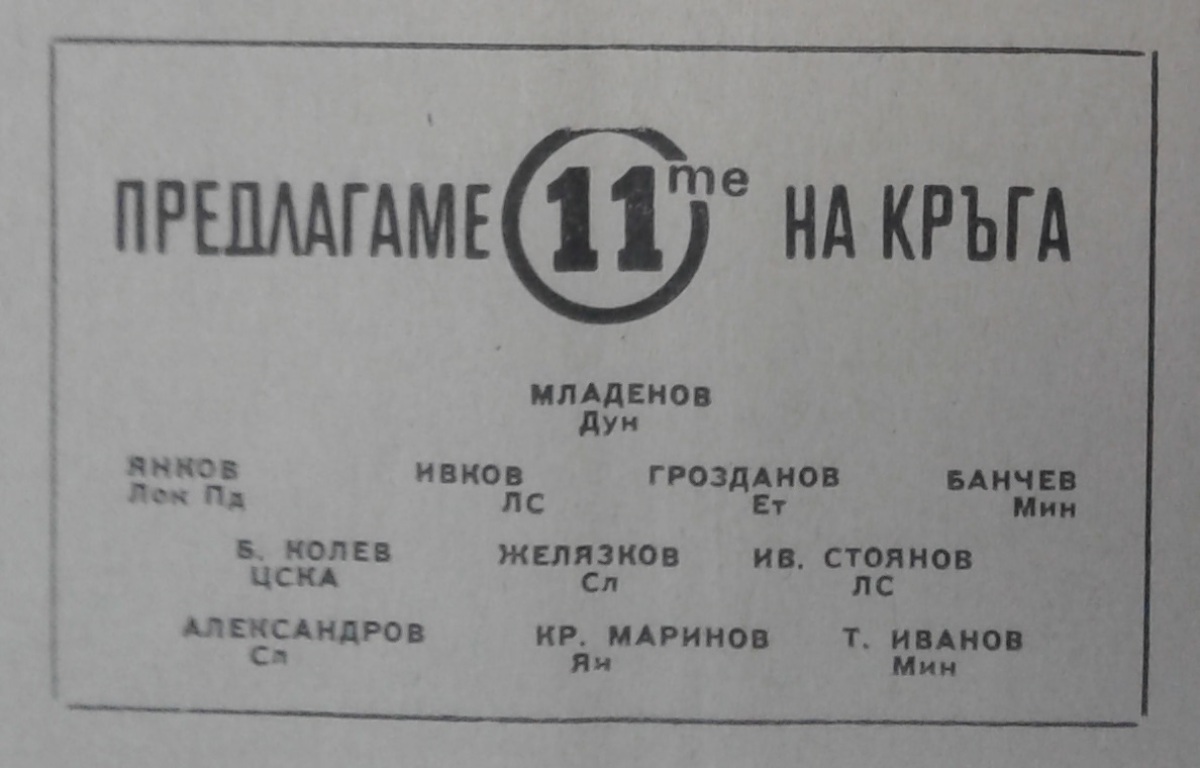 ПРЕДЛАГАМЕ 11те НА КРЪГА
МЛАДЕНОВ
Дун
ЯНКОВ ИВКОВ ГРОЗДАНОВ БАНЧЕВ
Лок Пд ЛС Ет Мин
Б. КОЛЕВ ЖЕЛЯЗКОВ ИВ. СТОЯНОВ
ЦСКА Сл ЛС
АЛЕКСАНДРОВ КР. МАРИНОВ Т. ИВАНОВ
Сл Ян Мин